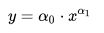 y = α₀ · x^{α₁}